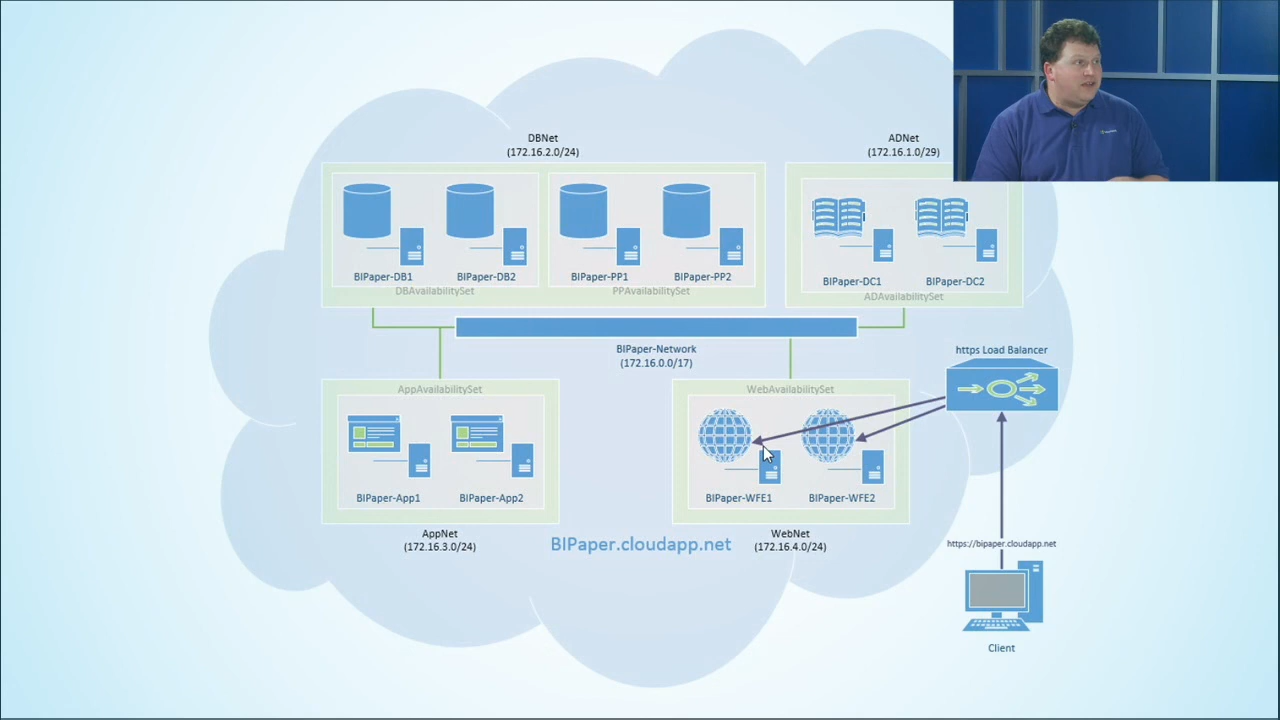 DBNet
(172.16.2.0/24)
ADNet
(172.16.1.0/29)
BIPaper-DB1
BIPaper-DB2
BIPaper-PP1
BIPaper-PP2
BIPaper-DC1
BIPaper-DC2
DBAvailabilitySet
PPAvailabilitySet
ADAvailabilitySet
BIPaper-Network
(172.16.0.0/17)
https Load Balancer
AppAvailabilitySet
WebAvailabilitySet
BIPaper-App1
BIPaper-App2
BIPaper-WFE1
BIPaper-WFE2
AppNet
(172.16.3.0/24)
BIPaper.cloudapp.net
WebNet
(172.16.4.0/24)
https://bipaper.cloudapp.net
Client